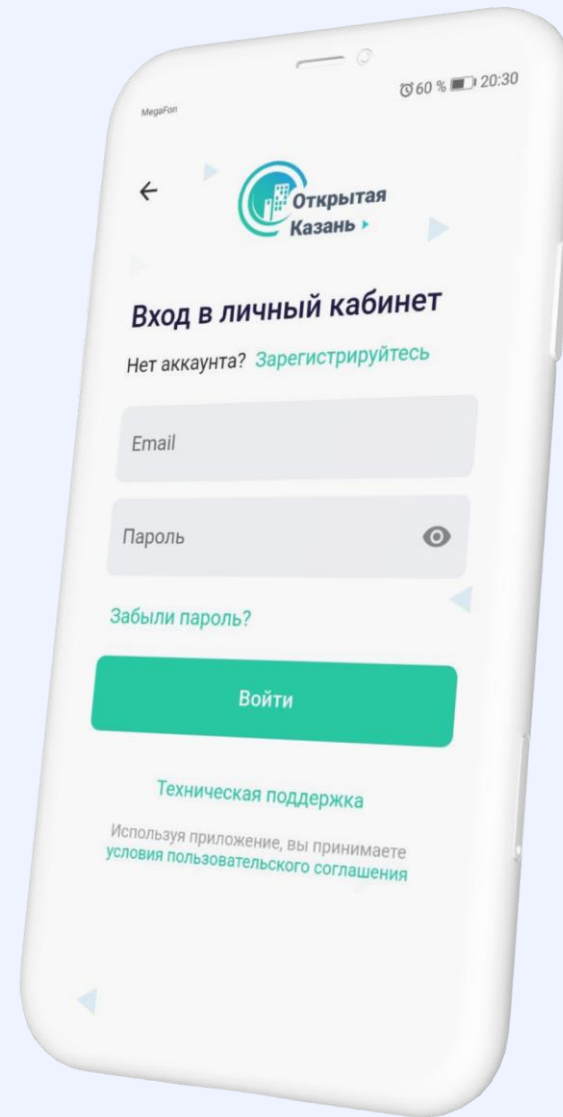 MegaFon
60 % 20:30
Открытая
Казань
Вход в личный кабинет
Нет аккаунта? Зарегистрируйтесь
Email
Пароль
Забыли пароль?
Войти
Техническая поддержка
Используя приложение, вы принимаете
условия пользовательского соглашения